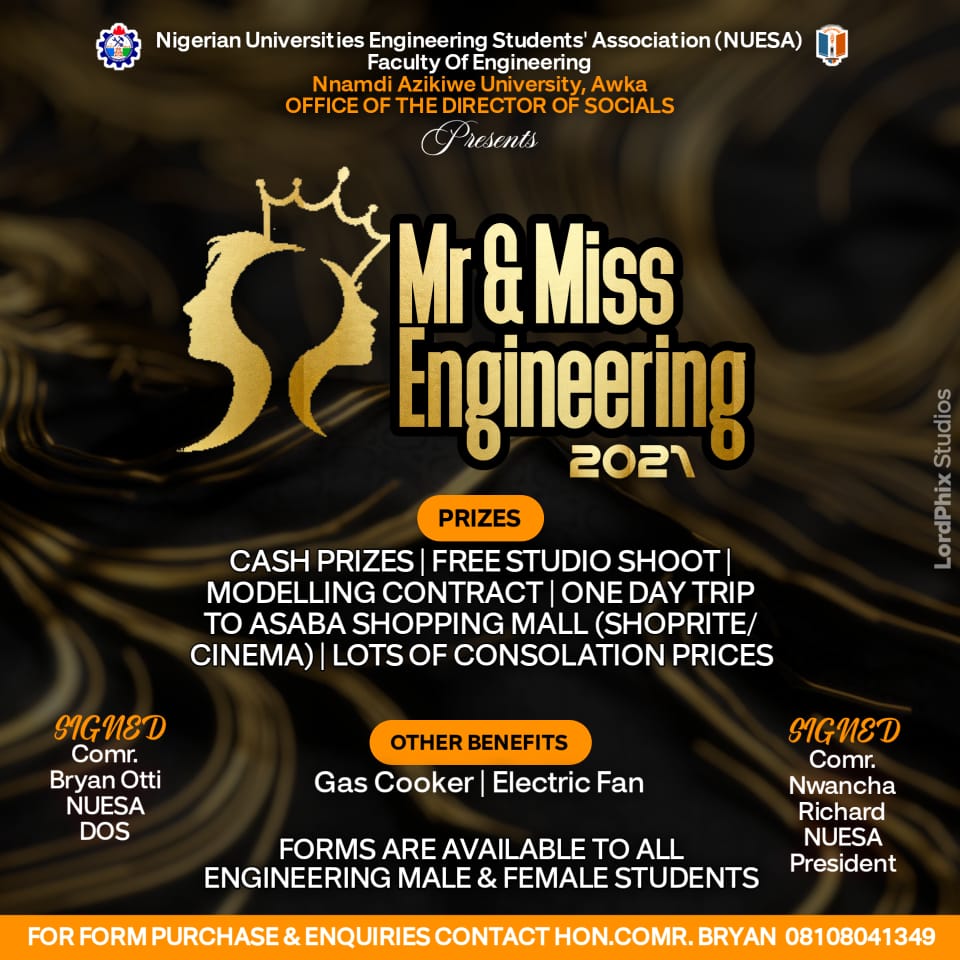 Nigerian Universities Engineering Students' Association (NUESA)
Faculty Of Engineering
Nnamdi Azikiwe University, Awka
OFFICE OF THE DIRECTOR OF SOCIALS
Presents
Mr & Miss
Engineering
2021
PRIZES
CASH PRIZES | FREE STUDIO SHOOT |
MODELLING CONTRACT | ONE DAY TRIP
TO ASABA SHOPPING MALL (SHOPRITE/
CINEMA) | LOTS OF CONSOLATION PRICES
SIGNED
Comr.
Bryan Otti
NUESA
DOS
OTHER BENEFITS
Gas Cooker | Electric Fan
SIGNED
Comr.
Nwancha
Richard
NUESA
President
FORMS ARE AVAILABLE TO ALL
ENGINEERING MALE & FEMALE STUDENTS
FOR FORM PURCHASE & ENQUIRIES CONTACT HON.COMR. BRYAN 08108041349
LordPhix Studios